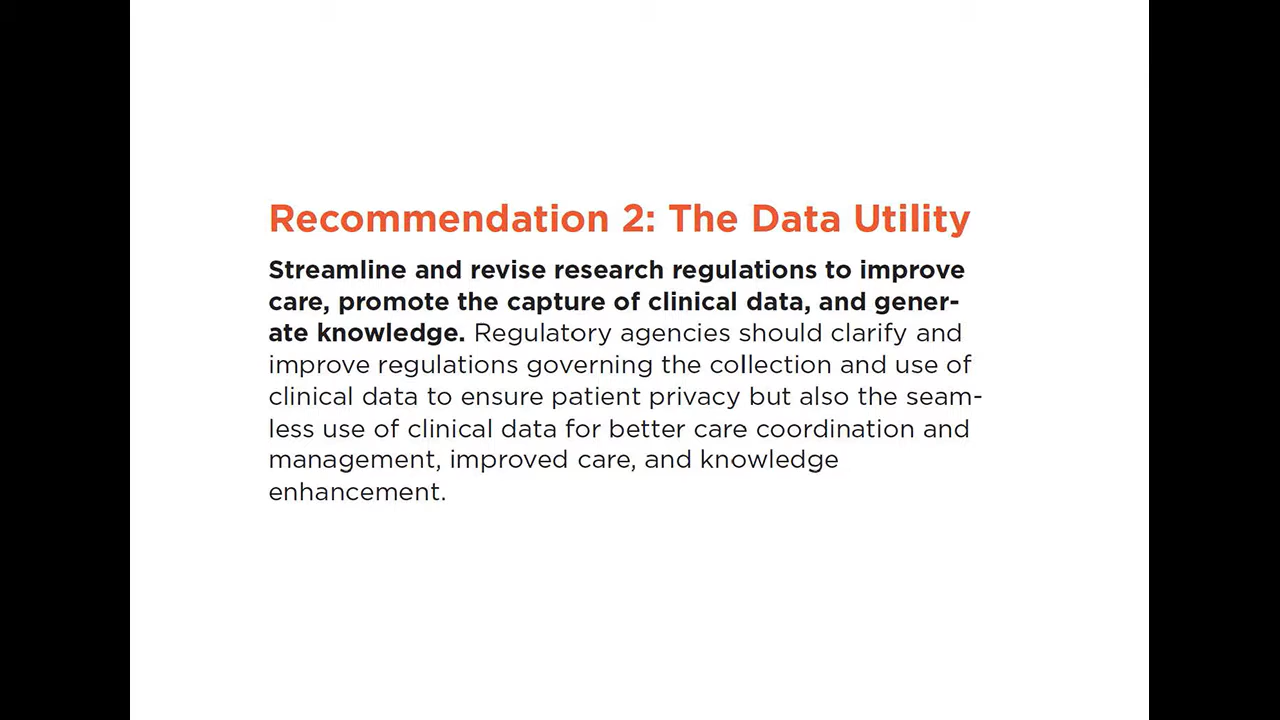 Recommendation 2: The Data Utility
Streamline and revise research regulations to improve
care, promote the capture of clinical data, and gener-
ate knowledge. Regulatory agencies should clarify and
improve regulations governing the collection and use of
clinical data to ensure patient privacy but also the seam-
less use of clinical data for better care coordination and
management, improved care, and knowledge
enhancement.